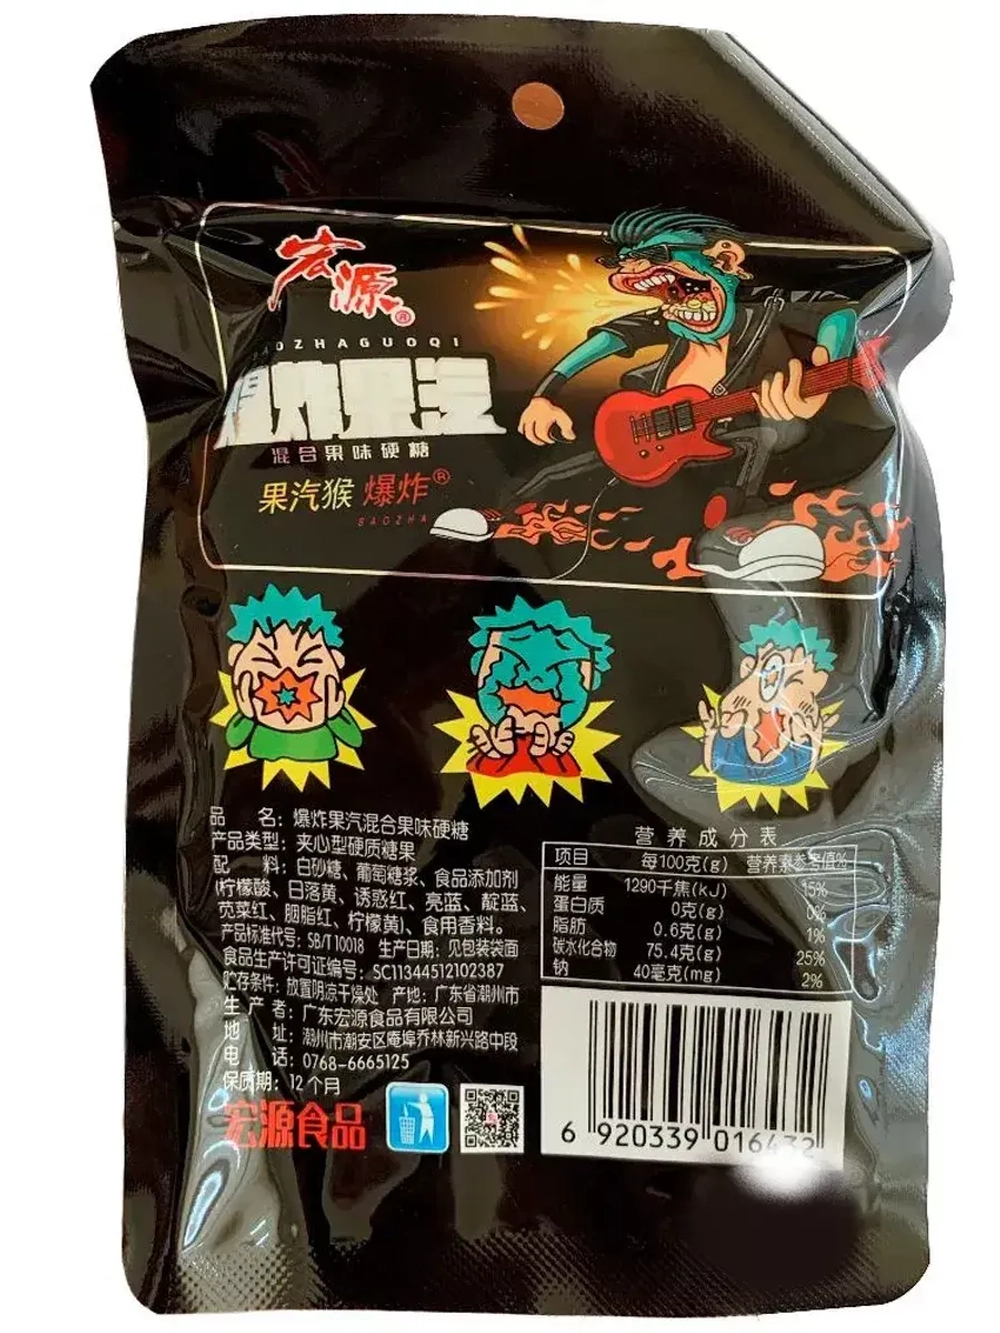 宏源®
BAOZHAGUOQI
爆炸果汽
混合果味硬糖
果汽猴 爆炸®
BAOZHA
品 名：爆炸果汽混合果味硬糖
产品类型：夹心型硬质糖果
配 料：白砂糖、葡萄糖浆、食品添加剂
(柠檬酸、日落黄、诱惑红、亮蓝、靛蓝、
苋菜红、胭脂红、柠檬黄)、食用香料。
产品标准代号：SB/T10018 生产日期：见包装袋面
食品生产许可证编号：SC11344512102387
贮存条件：放置阴凉干燥处 产地：广东省潮州市
生 产 者：广东宏源食品有限公司
地 址：潮州市潮安区庵埠乔林新兴路中段
电 话：0768-6665125
保质期：12个月
宏源食品
营养成分表
项目 每100克(g) 营养素参考值%
能量 1290千焦(kJ) 15%
蛋白质 0克(g) 0%
脂肪 0.6克(g) 1%
碳水化合物 75.4克(g) 25%
钠 40毫克(mg) 2%
6 920339 016432